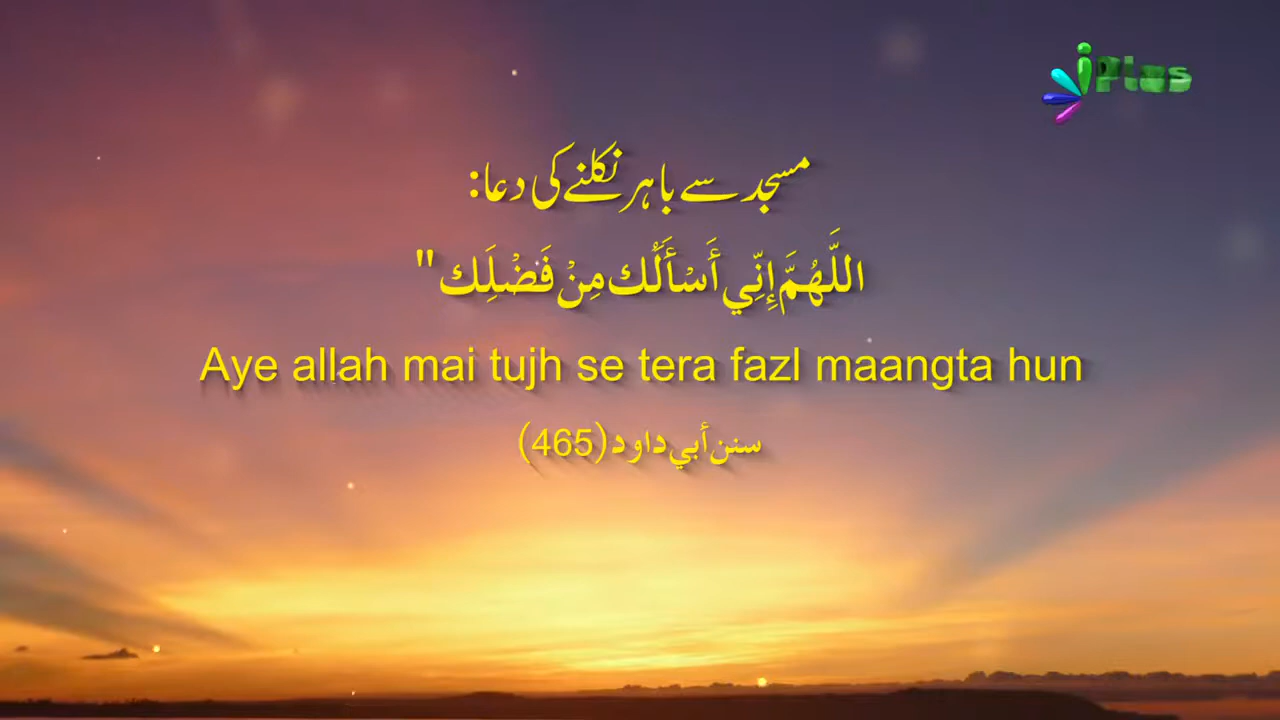 iPlus
مسجد سے باہر نکلنے کی دعا:
اللَّهُمَّ إِنِّي أَسْأَلُك مِنْ فَضْلِك "
Aye allah mai tujh se tera fazl maangta hun
سنن أبي داود (465)